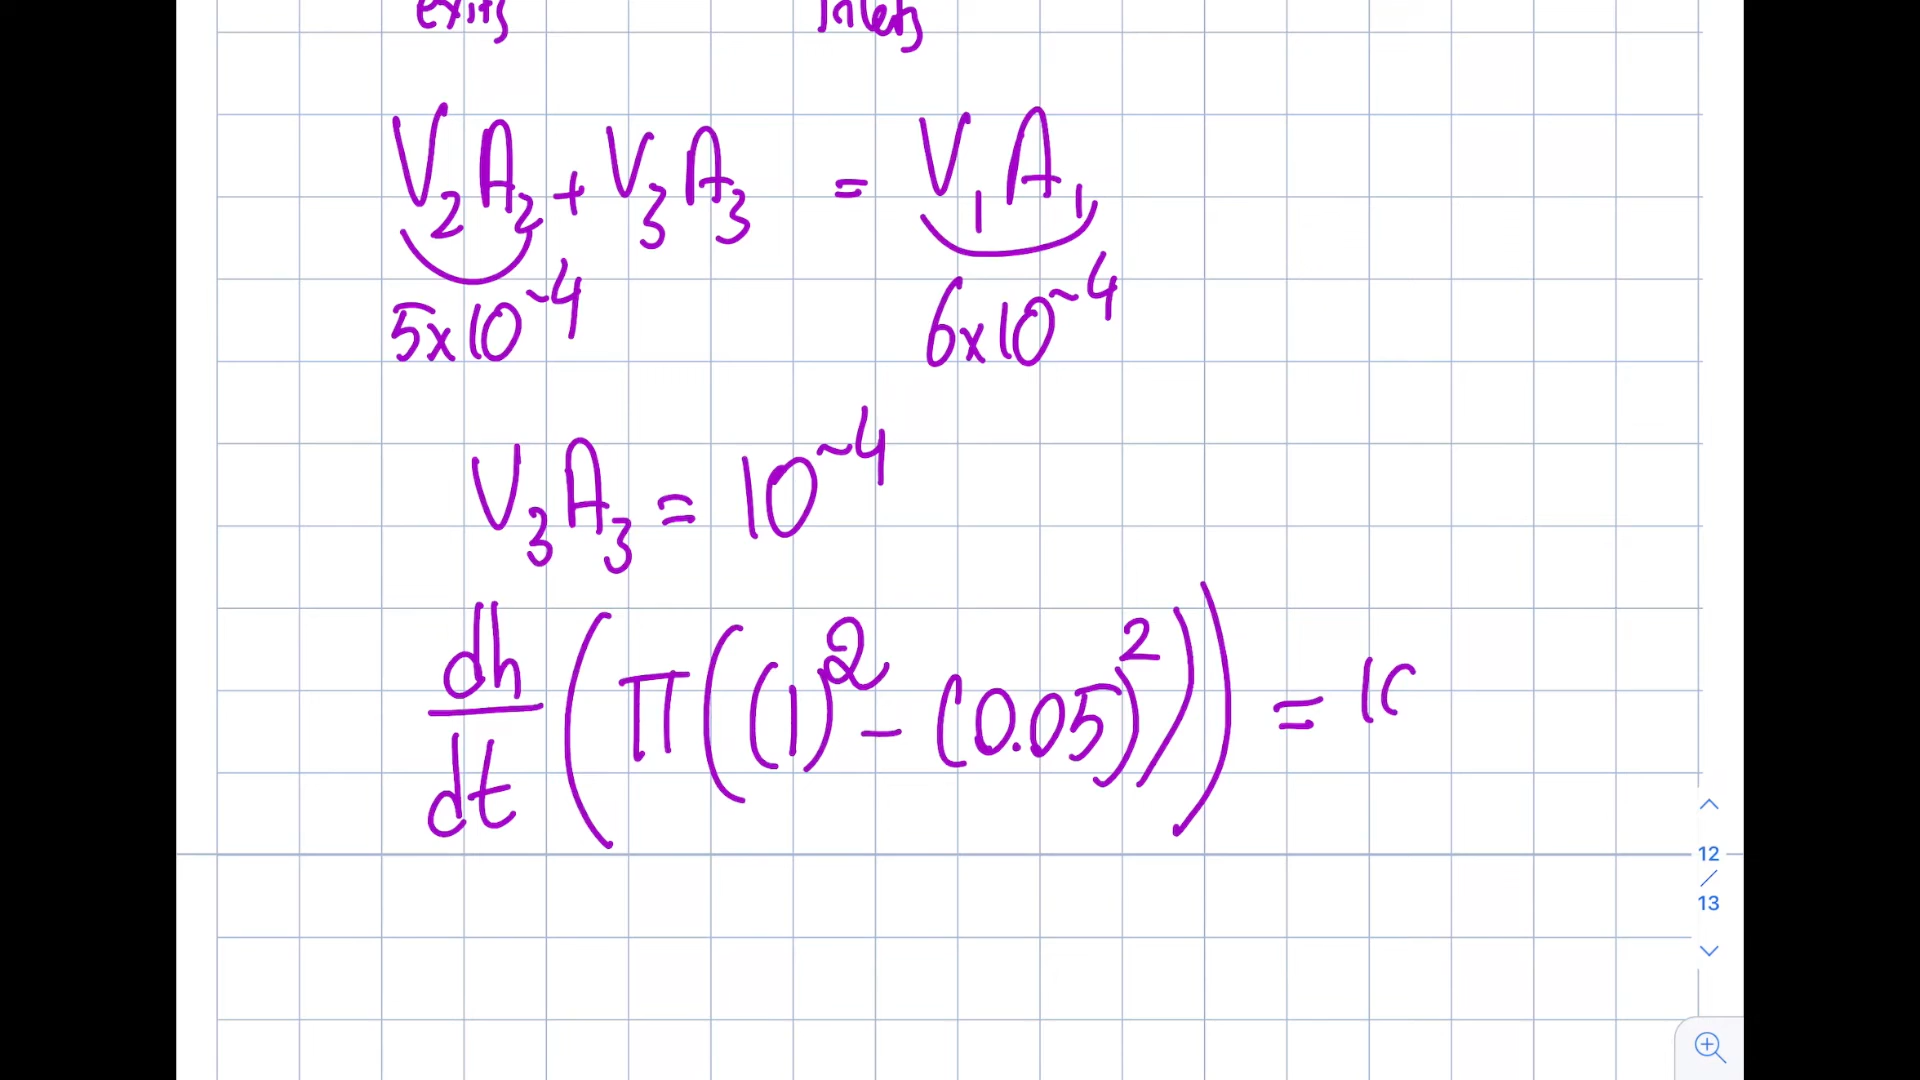 exits inlets
V₂A₂ + V₃A₃ = V₁A₁
5x10⁻⁴ 6x10⁻⁴
V₃A₃ = 10⁻⁴
dh/dt (π((1)² - (0.05)²)) = 10
12
/
13